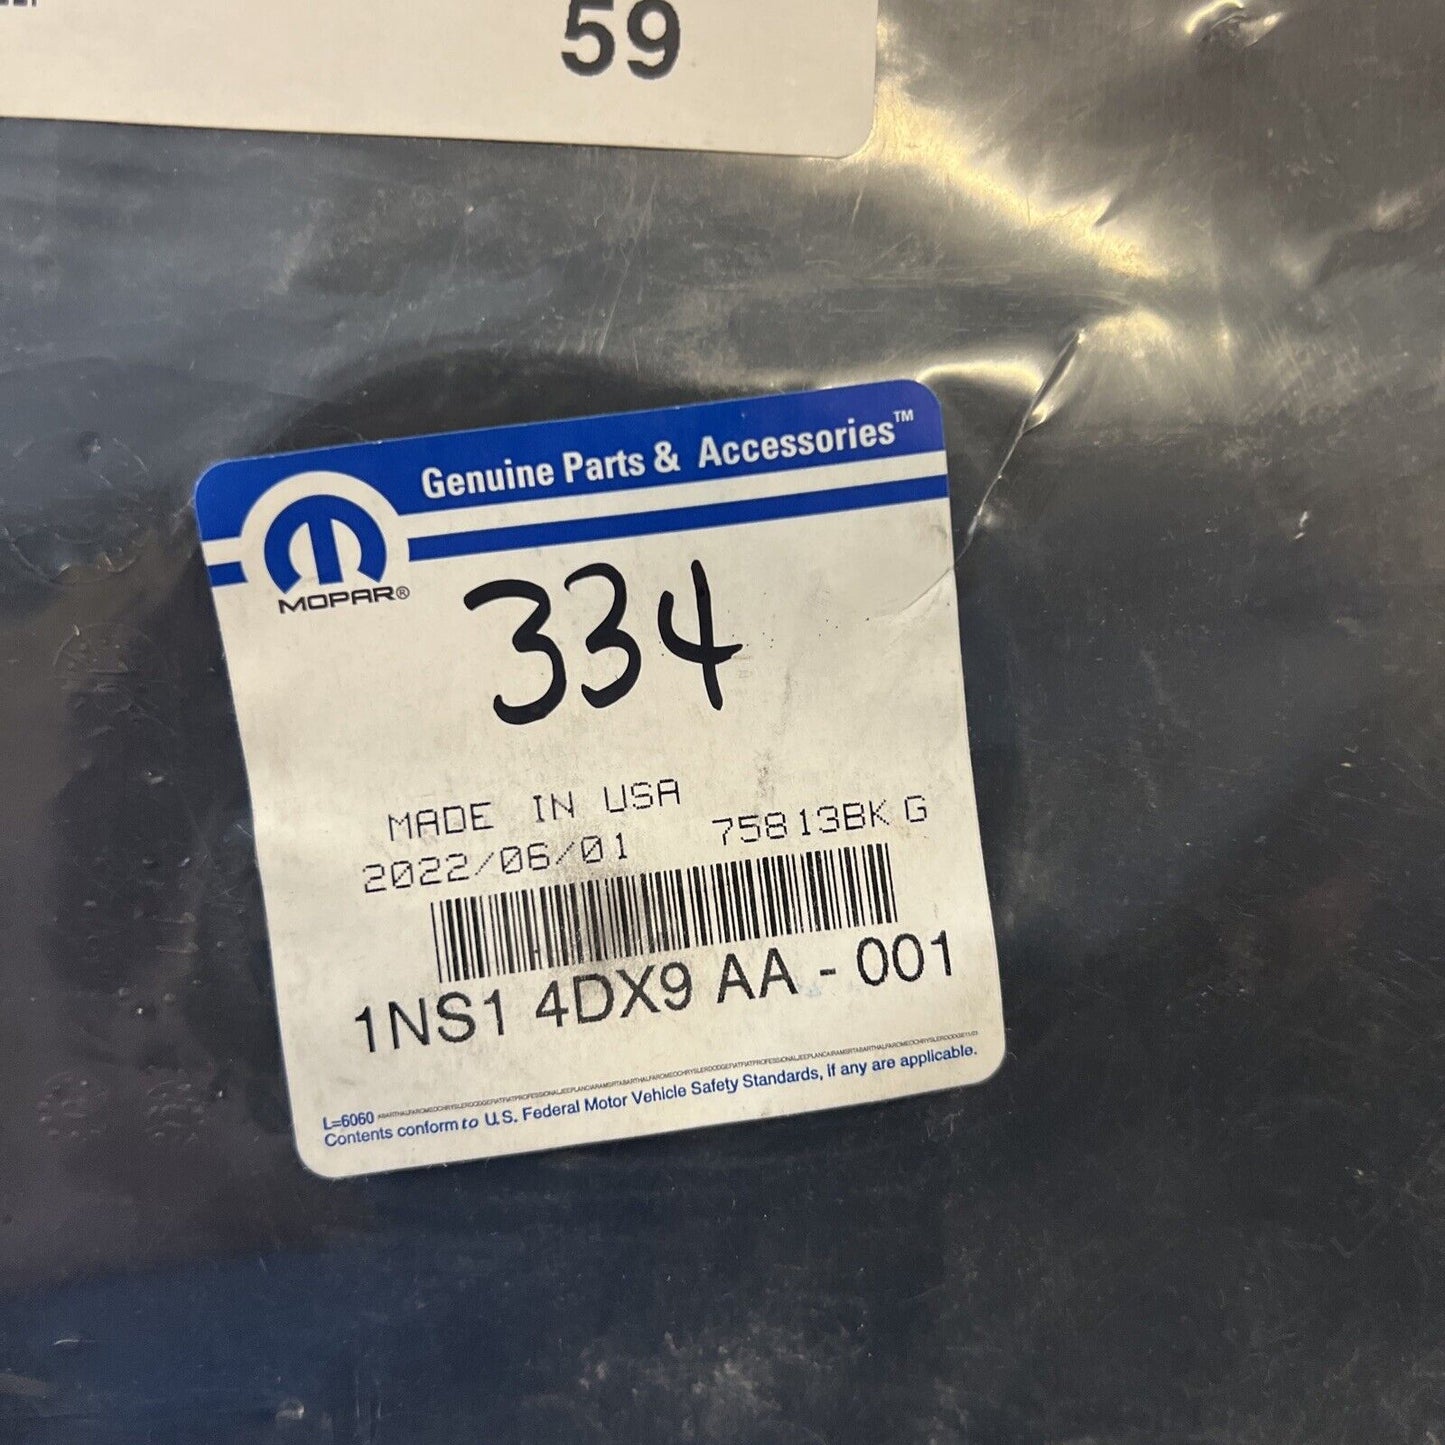 59
Genuine Parts & Accessories™
MOPAR®
334
MADE IN USA
2022/06/01 75813BK G
1NS1 4DX9 AA - 001
L=6060
Contents conform to U.S. Federal Motor Vehicle Safety Standards, if any are applicable.